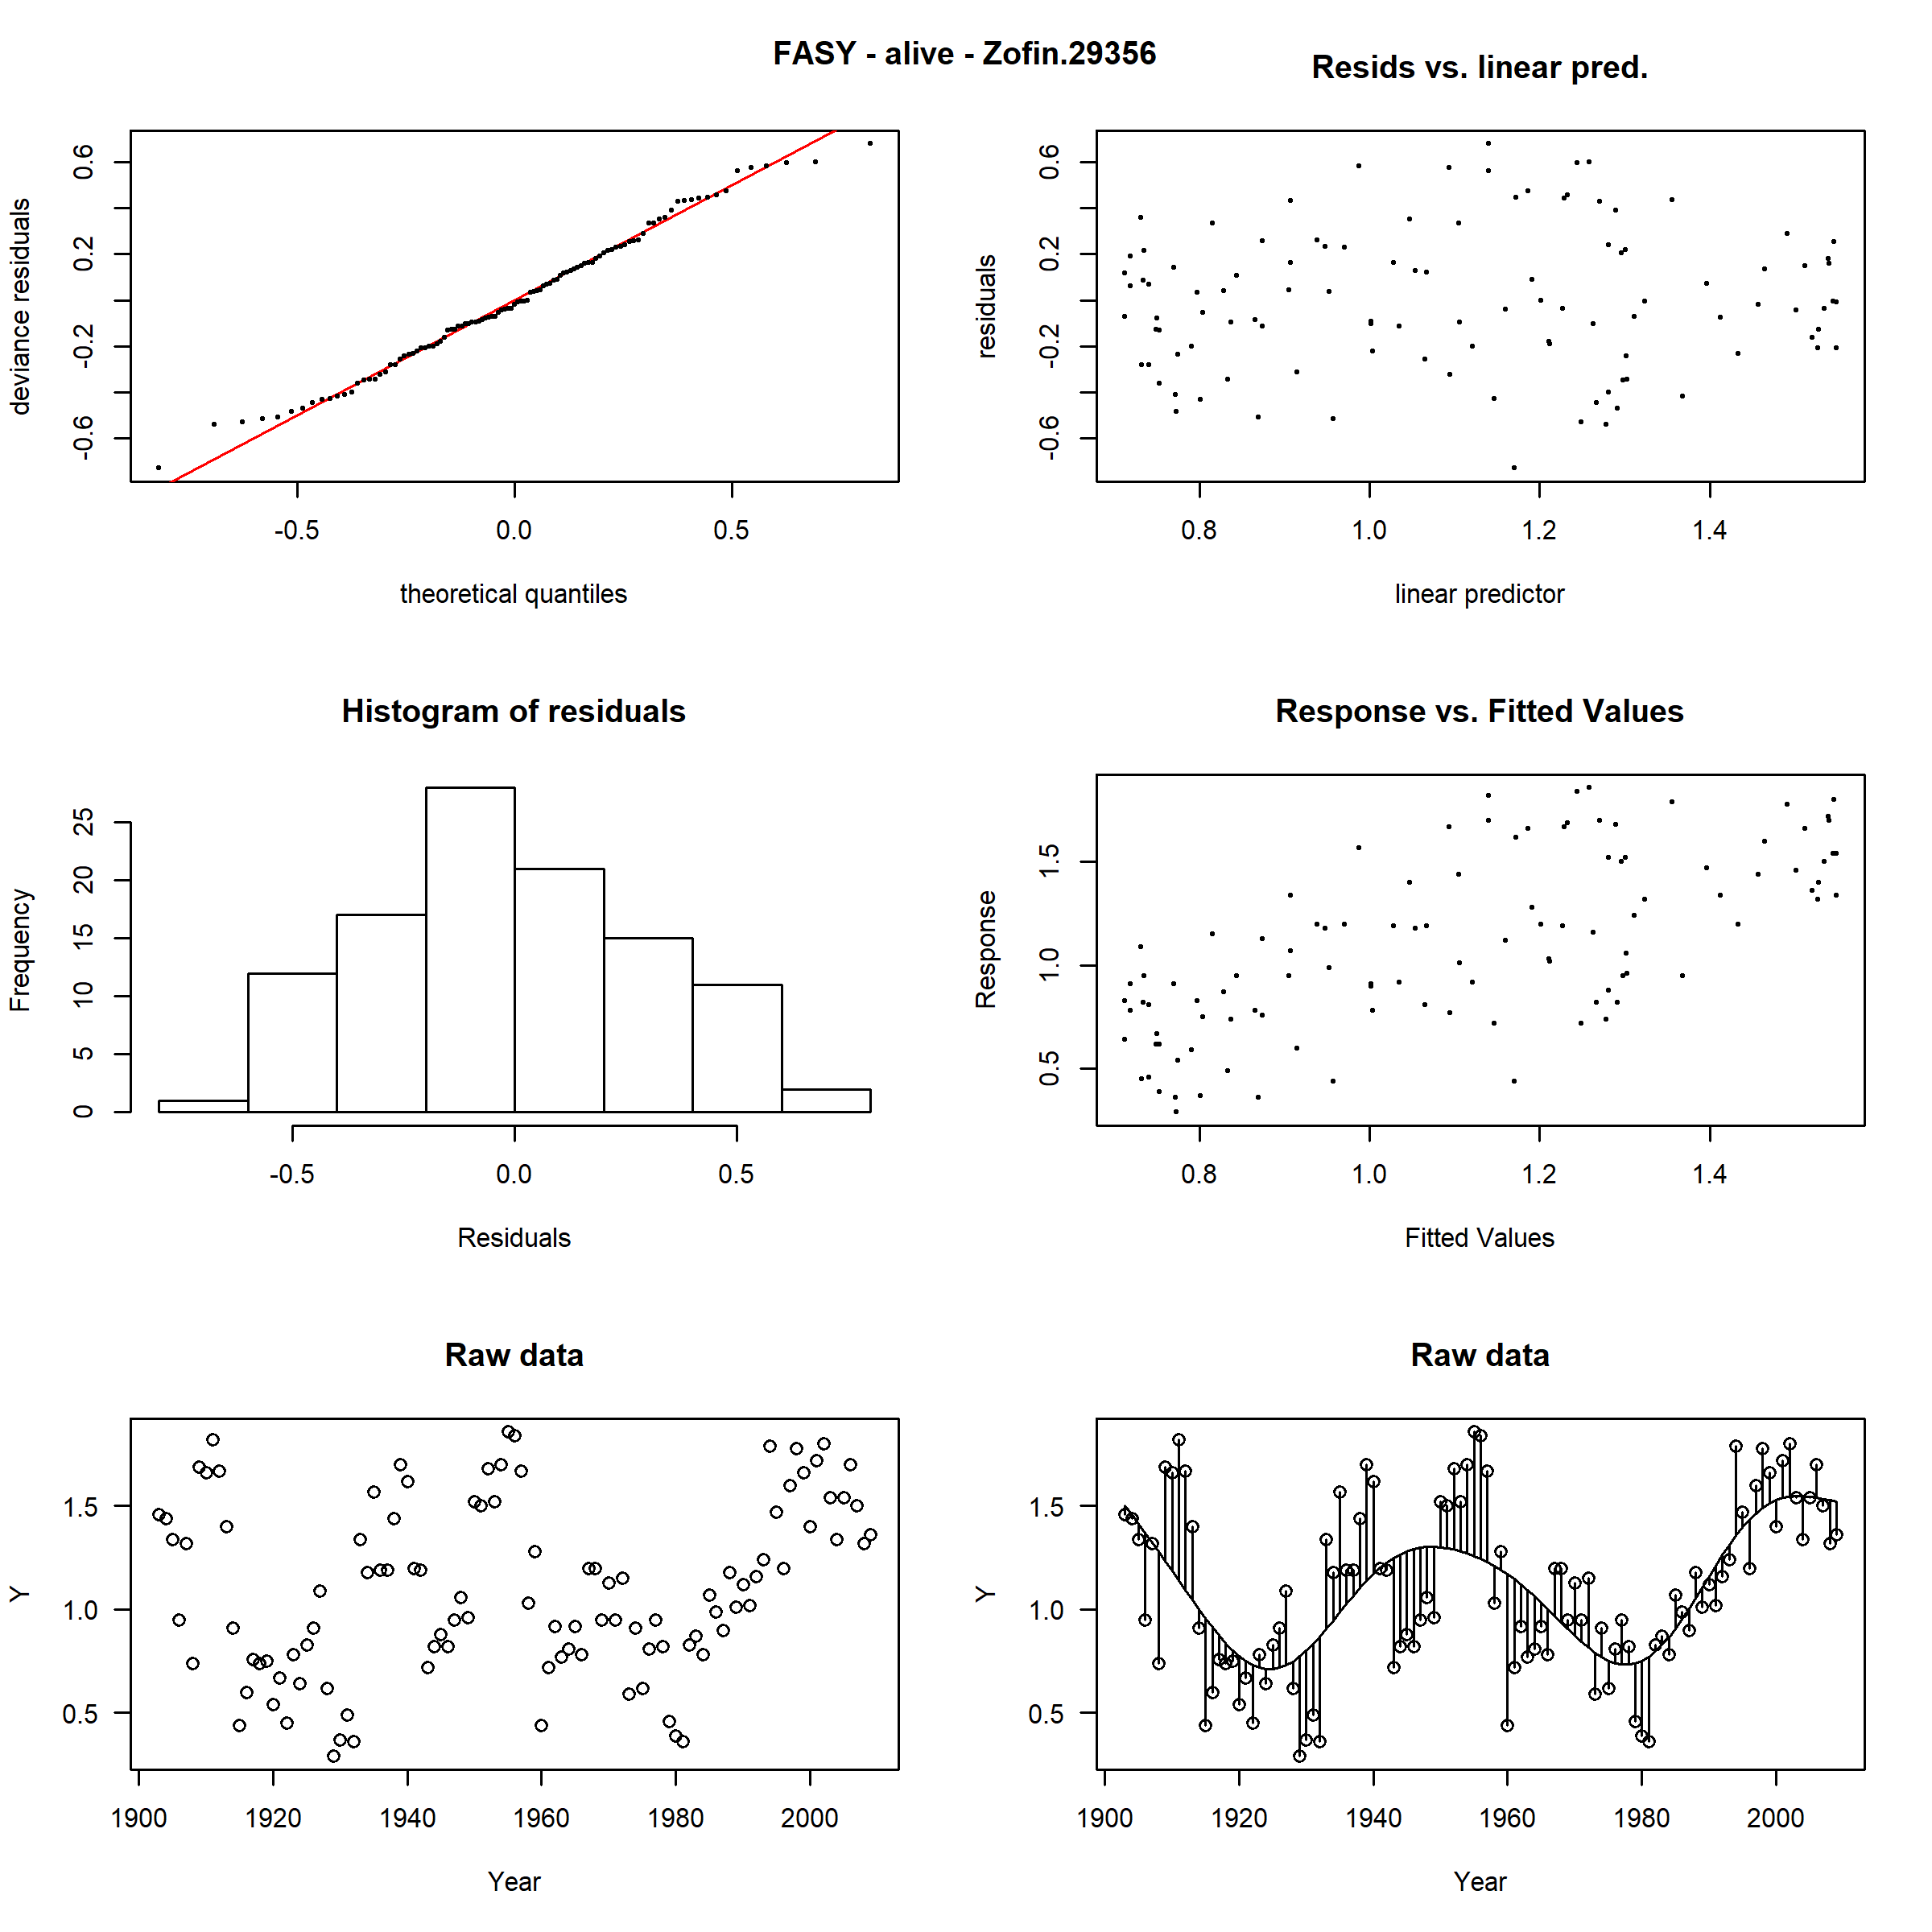 FASY - alive - Zofin.29356
Resids vs. linear pred.
deviance residuals
-0.6 -0.2 0.2 0.6
-0.5 0.0 0.5
theoretical quantiles
residuals
-0.6 -0.2 0.2 0.6
0.8 1.0 1.2 1.4
linear predictor
Histogram of residuals
Frequency
0 5 10 15 20 25
-0.5 0.0 0.5
Residuals
Response vs. Fitted Values
Response
0.5 1.0 1.5
0.8 1.0 1.2 1.4
Fitted Values
Raw data
Y
0.5 1.0 1.5
1900 1920 1940 1960 1980 2000
Year
Raw data
Y
0.5 1.0 1.5
1900 1920 1940 1960 1980 2000
Year